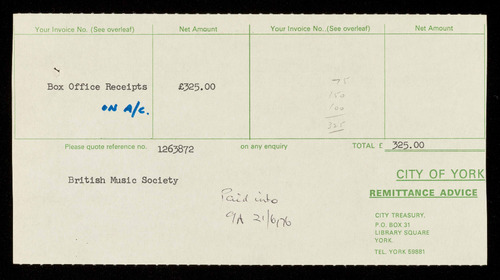 Your Invoice No. (See overleaf) Net Amount Your Invoice No. (See overleaf) Net Amount
Box Office Receipts £325.00
ON A/C.
75
150
100
325
Please quote reference no. 1263872 on any enquiry TOTAL £ 325.00
CITY OF YORK
REMITTANCE ADVICE
British Music Society
Paid into
a/A 21/6/76
CITY TREASURY,
P.O. BOX 31
LIBRARY SQUARE
YORK.
TEL. YORK 59881